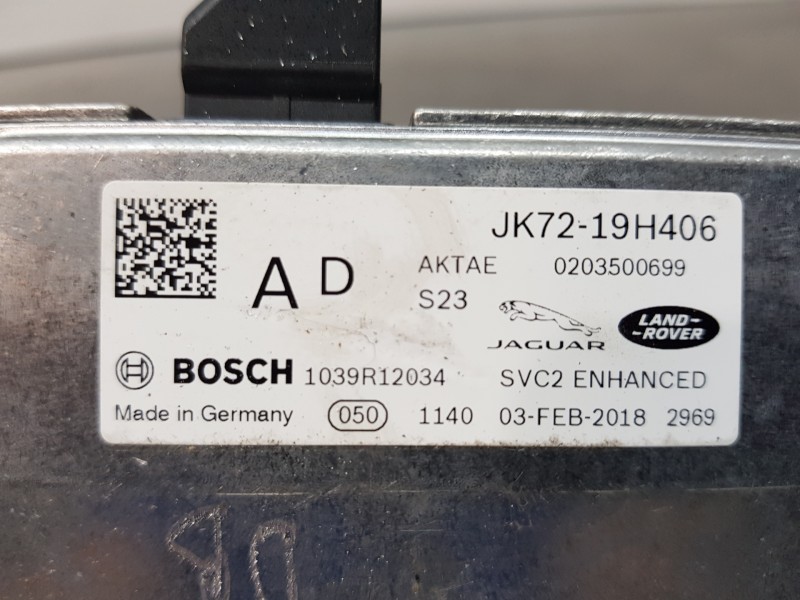 JK72-19H406
A D
AKTAE 0203500699
S23
JAGUAR
LAND-
-ROVER
BOSCH 1039R12034 SVC2 ENHANCED
Made in Germany 050 1140 03-FEB-2018 2969